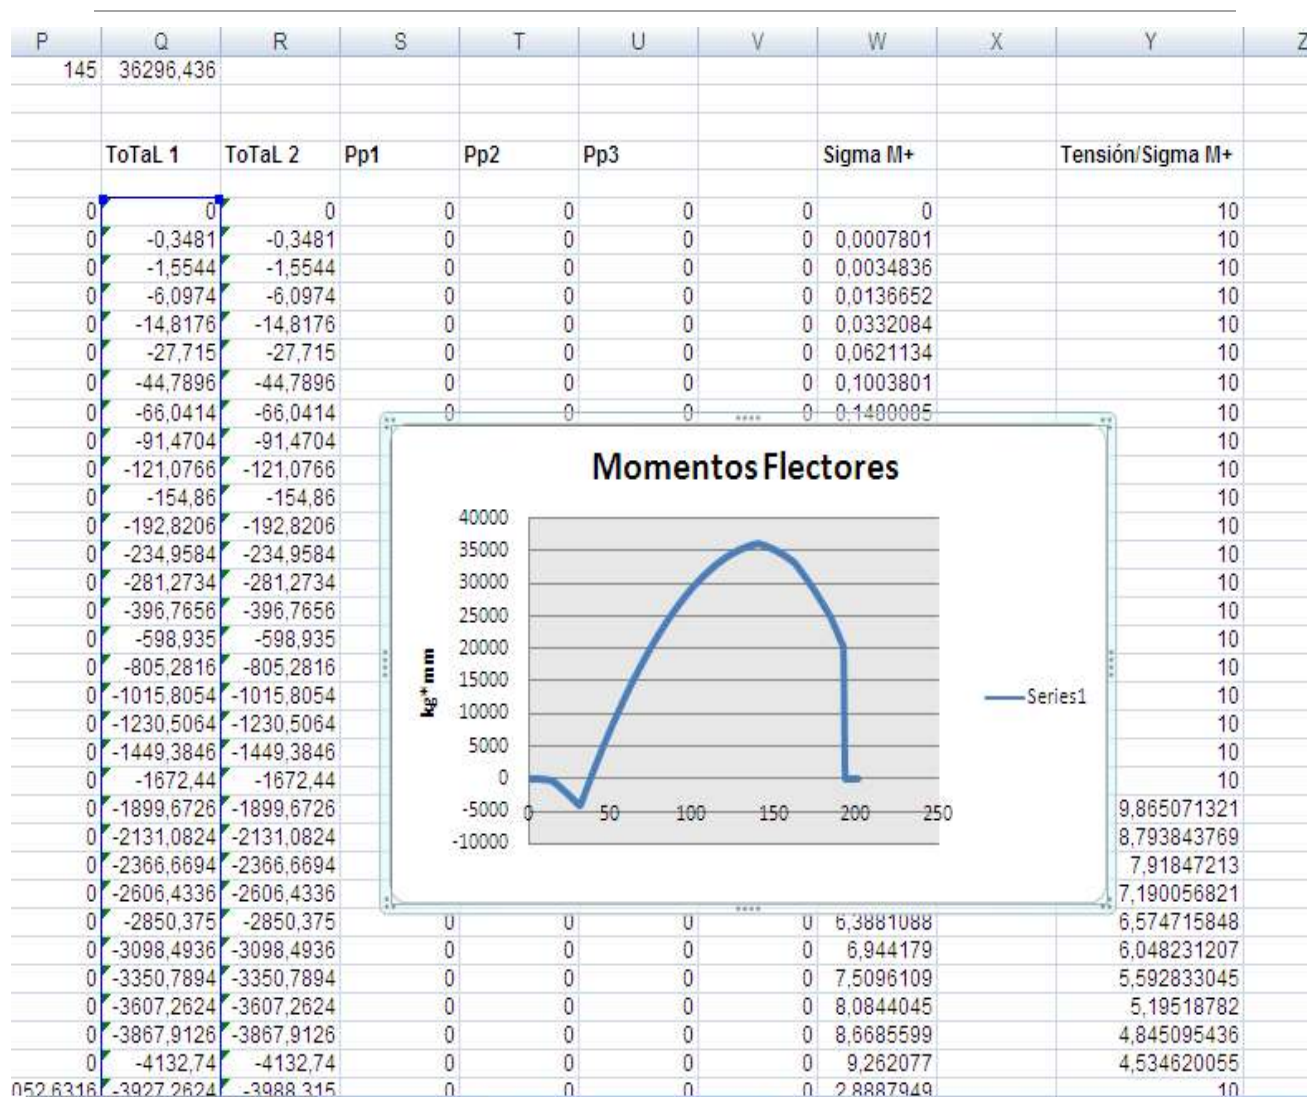 P Q R S T U V W X Y Z
145 36296,436
ToTaL 1 ToTaL 2 Pp1 Pp2 Pp3 Sigma M+ Tensión/Sigma M+
0 0 0 0 0 0 0 0 10
0 -0,3481 -0,3481 0 0 0 0 0,0007801 10
0 -1,5544 -1,5544 0 0 0 0 0,0034836 10
0 -6,0974 -6,0974 0 0 0 0 0,0136652 10
0 -14,8176 -14,8176 0 0 0 0 0,0332084 10
0 -27,715 -27,715 0 0 0 0 0,0621134 10
0 -44,7896 -44,7896 0 0 0 0 0,1003801 10
0 -66,0414 -66,0414 0 0 0 0 0,1480085 10
0 -91,4704 -91,4704 10
0 -121,0766 -121,0766 10
0 -154,86 -154,86 10
0 -192,8206 -192,8206 10
0 -234,9584 -234,9584 10
0 -281,2734 -281,2734 10
0 -396,7656 -396,7656 10
0 -598,935 -598,935 10
0 -805,2816 -805,2816 10
0 -1015,8054 -1015,8054 10
0 -1230,5064 -1230,5064 10
0 -1449,3846 -1449,3846 10
0 -1672,44 -1672,44 10
0 -1899,6726 -1899,6726 9,865071321
0 -2131,0824 -2131,0824 8,793843769
0 -2366,6694 -2366,6694 7,91847213
0 -2606,4336 -2606,4336 7,190056821
0 -2850,375 -2850,375 0 0 0 0 6,3881088 6,574715848
0 -3098,4936 -3098,4936 0 0 0 0 6,944179 6,048231207
0 -3350,7894 -3350,7894 0 0 0 0 7,5096109 5,592833045
0 -3607,2624 -3607,2624 0 0 0 0 8,0844045 5,19518782
0 -3867,9126 -3867,9126 0 0 0 0 8,6685599 4,845095436
0 -4132,74 -4132,74 0 0 0 0 9,262077 4,534620055
052,6316 -3927,2624 -3988,315 0 0 0 0 2,8887949 10
Momentos Flectores
40000
35000
30000
25000
20000
15000
10000
5000
0
-5000
-10000
kg*mm
0 50 100 150 200 250
Series1